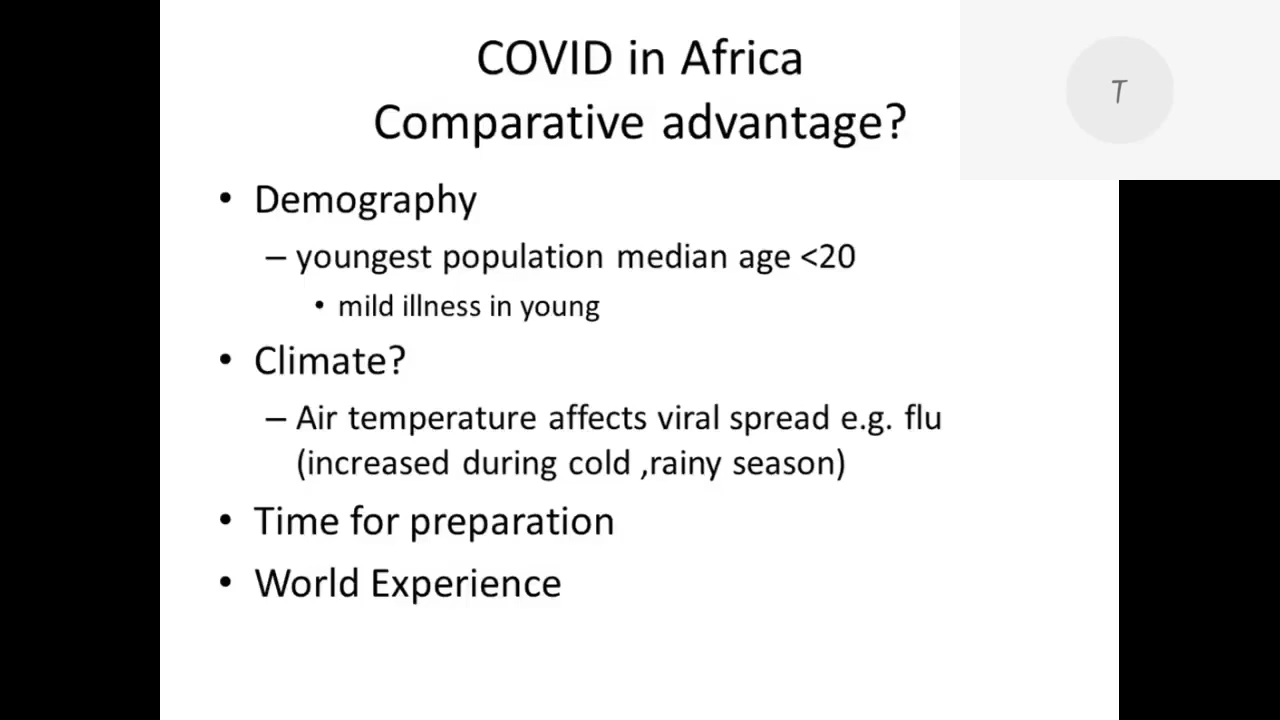 COVID in Africa
Comparative advantage?
T
• Demography
– youngest population median age <20
• mild illness in young
• Climate?
– Air temperature affects viral spread e.g. flu
(increased during cold ,rainy season)
• Time for preparation
• World Experience